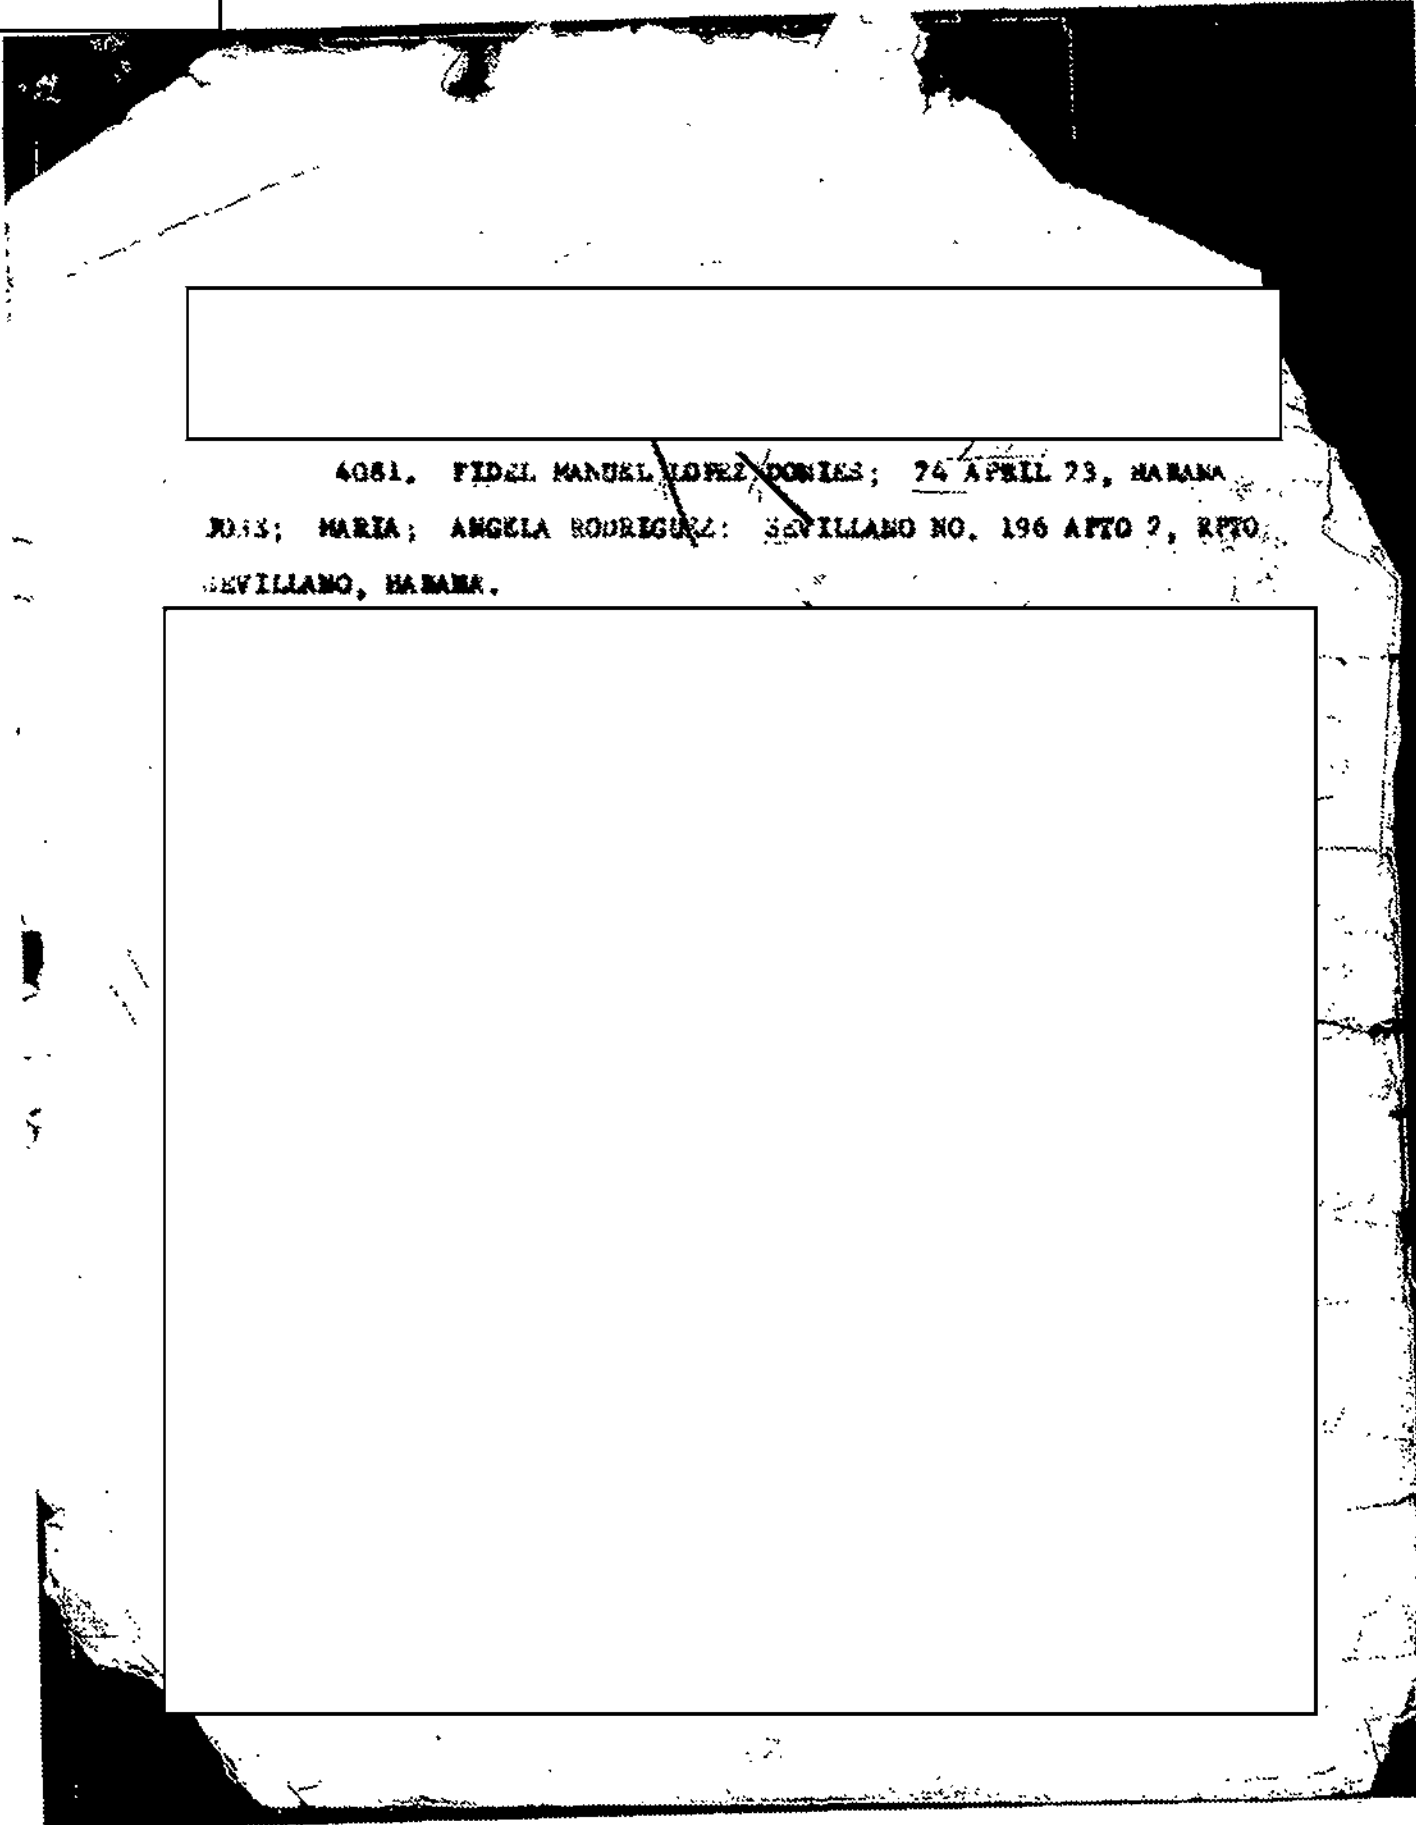 4081. FIDEL MANUEL LOPEZ DONIES; 24 APRIL 23, HABANA
JOSE; MARIA; ANGELA RODRIGUEZ: SEVILLANO NO. 196 APTO 2, RPTO
SEVILLANO, HABANA.